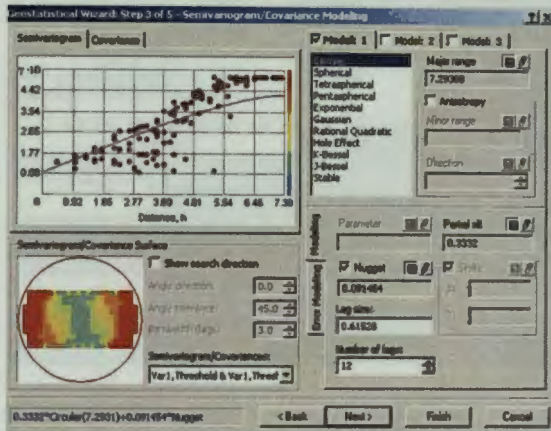 Geostatistical Wizard: Step 3 of 5 - Semivariogram/Covariance Modeling
Semivariogram
Covariance
4.42
3.54
2.65
1.77
0.88
0 0.92 1.85 2.77 3.69 4.61 5.54 6.46 7.38
Distance, h
Semivariogram/Covariance Surface
Show search direction
Angle direction: 0.0
Angle tolerance: 45.0
Bandwidth (lags): 3.0
Semivariogram/Covariances:
Var1,Threshold & Var1,Thresh
Model: 1
Model: 2
Model: 3
Circular
Spherical
Tetraspherical
Pentaspherical
Exponential
Gaussian
Rational Quadratic
Hole Effect
K-Bessel
J-Bessel
Stable
Major range
Anisotropy
Minor range
Direction
Modeling
Error Modeling
Parameter
Partial sill
0.3332
Nugget
0.091464
Shifts
Lag size:
Number of lags:
12
0.3332*Circular(7.2931)+0.091454*Nugget
< Back
Next >
Finish
Cancel